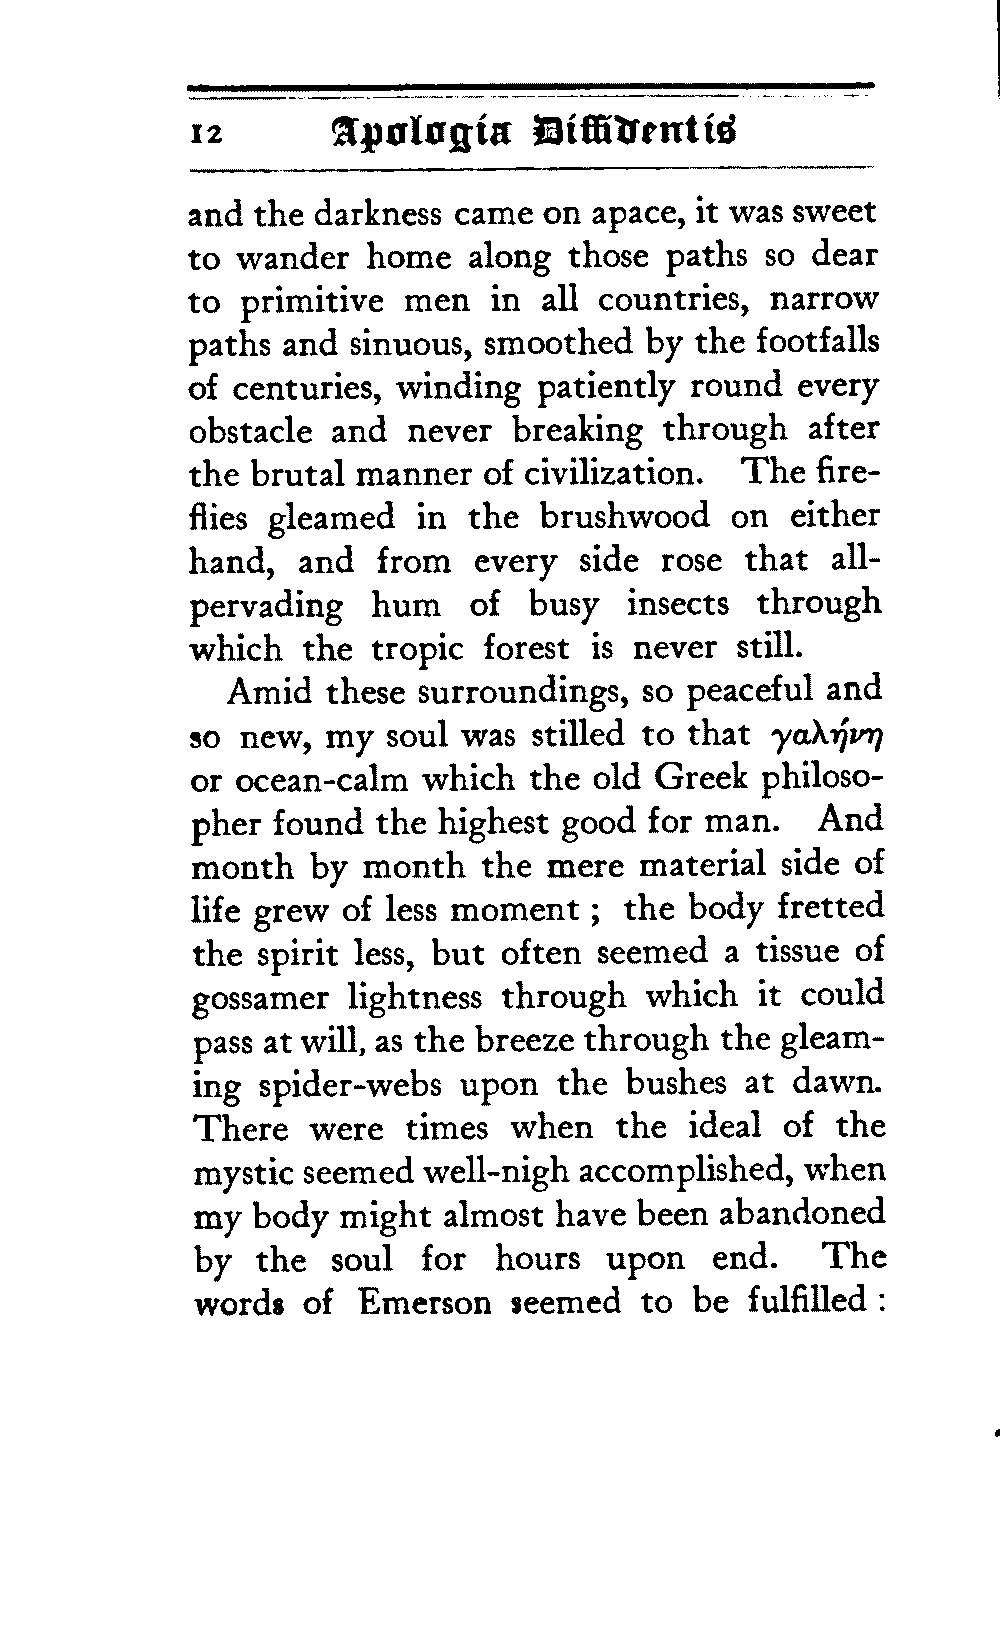 12 Apologia Diffidentis
and the darkness came on apace, it was sweet
to wander home along those paths so dear
to primitive men in all countries, narrow
paths and sinuous, smoothed by the footfalls
of centuries, winding patiently round every
obstacle and never breaking through after
the brutal manner of civilization. The fire-
flies gleamed in the brushwood on either
hand, and from every side rose that all-
pervading hum of busy insects through
which the tropic forest is never still.
Amid these surroundings, so peaceful and
so new, my soul was stilled to that γαλήνη
or ocean-calm which the old Greek philoso-
pher found the highest good for man. And
month by month the mere material side of
life grew of less moment ; the body fretted
the spirit less, but often seemed a tissue of
gossamer lightness through which it could
pass at will, as the breeze through the gleam-
ing spider-webs upon the bushes at dawn.
There were times when the ideal of the
mystic seemed well-nigh accomplished, when
my body might almost have been abandoned
by the soul for hours upon end. The
words of Emerson seemed to be fulfilled :